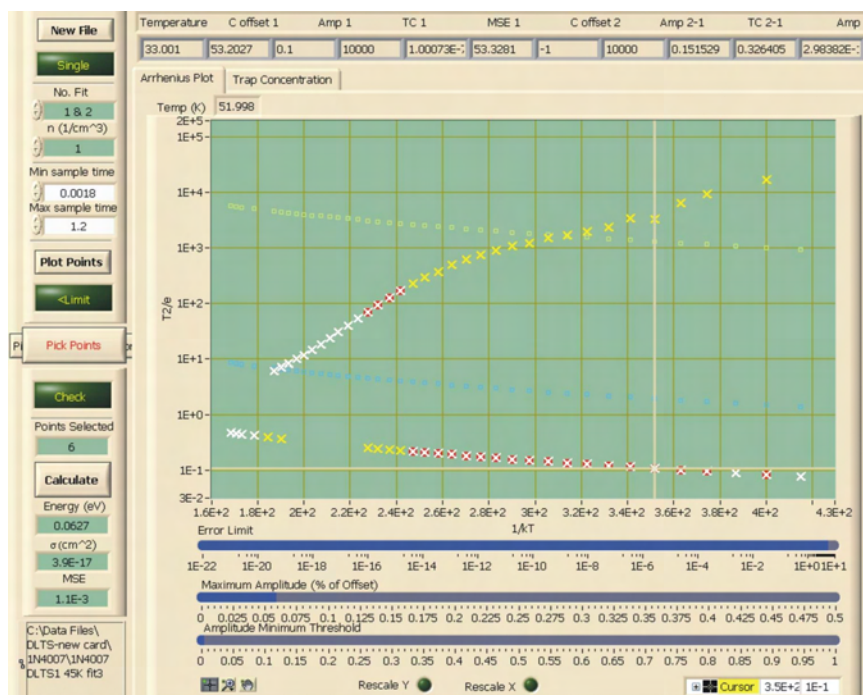 New File
Single
No. Fit
1 & 2
n (1/cm^3)
1
Min sample time
0.0018
Max sample time
1.2
Plot Points
<Limit
Pick Points
Check
Points Selected
6
Calculate
Energy (eV)
0.0627
σ(cm^2)
3.9E-17
MSE
1.1E-3
C:\Data Files\
DLTS-new card\
1N4007\1N4007
DLTS1 45K fit3
Temperature C offset 1 Amp 1 TC 1 MSE 1 C offset 2 Amp 2-1 TC 2-1 Amp
33.001 53.2027 0.1 10000 1.00073E- 53.3281 -1 10000 0.151529 0.326405 2.98382E-
Arrhenius Plot Trap Concentration
Temp (K) 51.998
2E+5
1E+5
1E+4
1E+3
1E+2
1E+1
1E+0
1E-1
3E-2
T2/e
1.6E+2 1.8E+2 2E+2 2.2E+2 2.4E+2 2.6E+2 2.8E+2 3E+2 3.2E+2 3.4E+2 3.6E+2 3.8E+2 4E+2 4.3E+2
1/kT
Error Limit
1E-22 1E-20 1E-18 1E-16 1E-14 1E-12 1E-10 1E-8 1E-6 1E-4 1E-2 1E+01E+1
Maximum Amplitude (% of Offset)
0 0.025 0.05 0.075 0.1 0.125 0.15 0.175 0.2 0.225 0.25 0.275 0.3 0.325 0.35 0.375 0.4 0.425 0.45 0.475 0.5
Amplitude Minimum Threshold
0 0.05 0.1 0.15 0.2 0.25 0.3 0.35 0.4 0.45 0.5 0.55 0.6 0.65 0.7 0.75 0.8 0.85 0.9 0.95 1
Rescale Y Rescale X Cursor 3.5E+2 1E-1